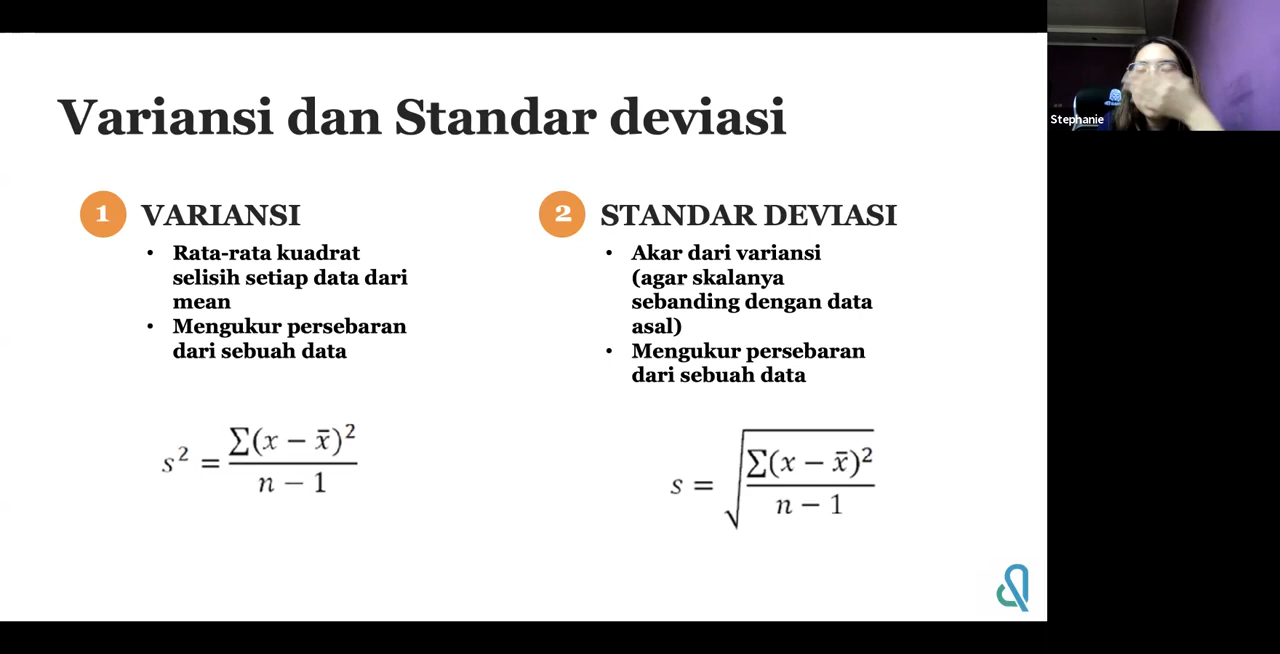 Variansi dan Standar deviasi
Stephanie
1 VARIANSI
• Rata-rata kuadrat
selisih setiap data dari
mean
• Mengukur persebaran
dari sebuah data
s² = ∑(x − x̄)² / n − 1
2 STANDAR DEVIASI
• Akar dari variansi
(agar skalanya
sebanding dengan data
asal)
• Mengukur persebaran
dari sebuah data
s = √(∑(x − x̄)² / n − 1)